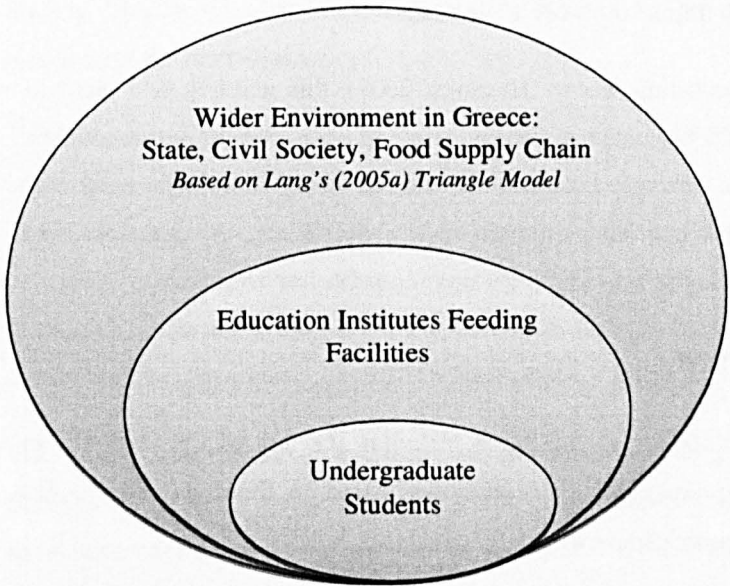 Wider Environment in Greece:
State, Civil Society, Food Supply Chain
Based on Lang's (2005a) Triangle Model
Education Institutes Feeding
Facilities
Undergraduate
Students